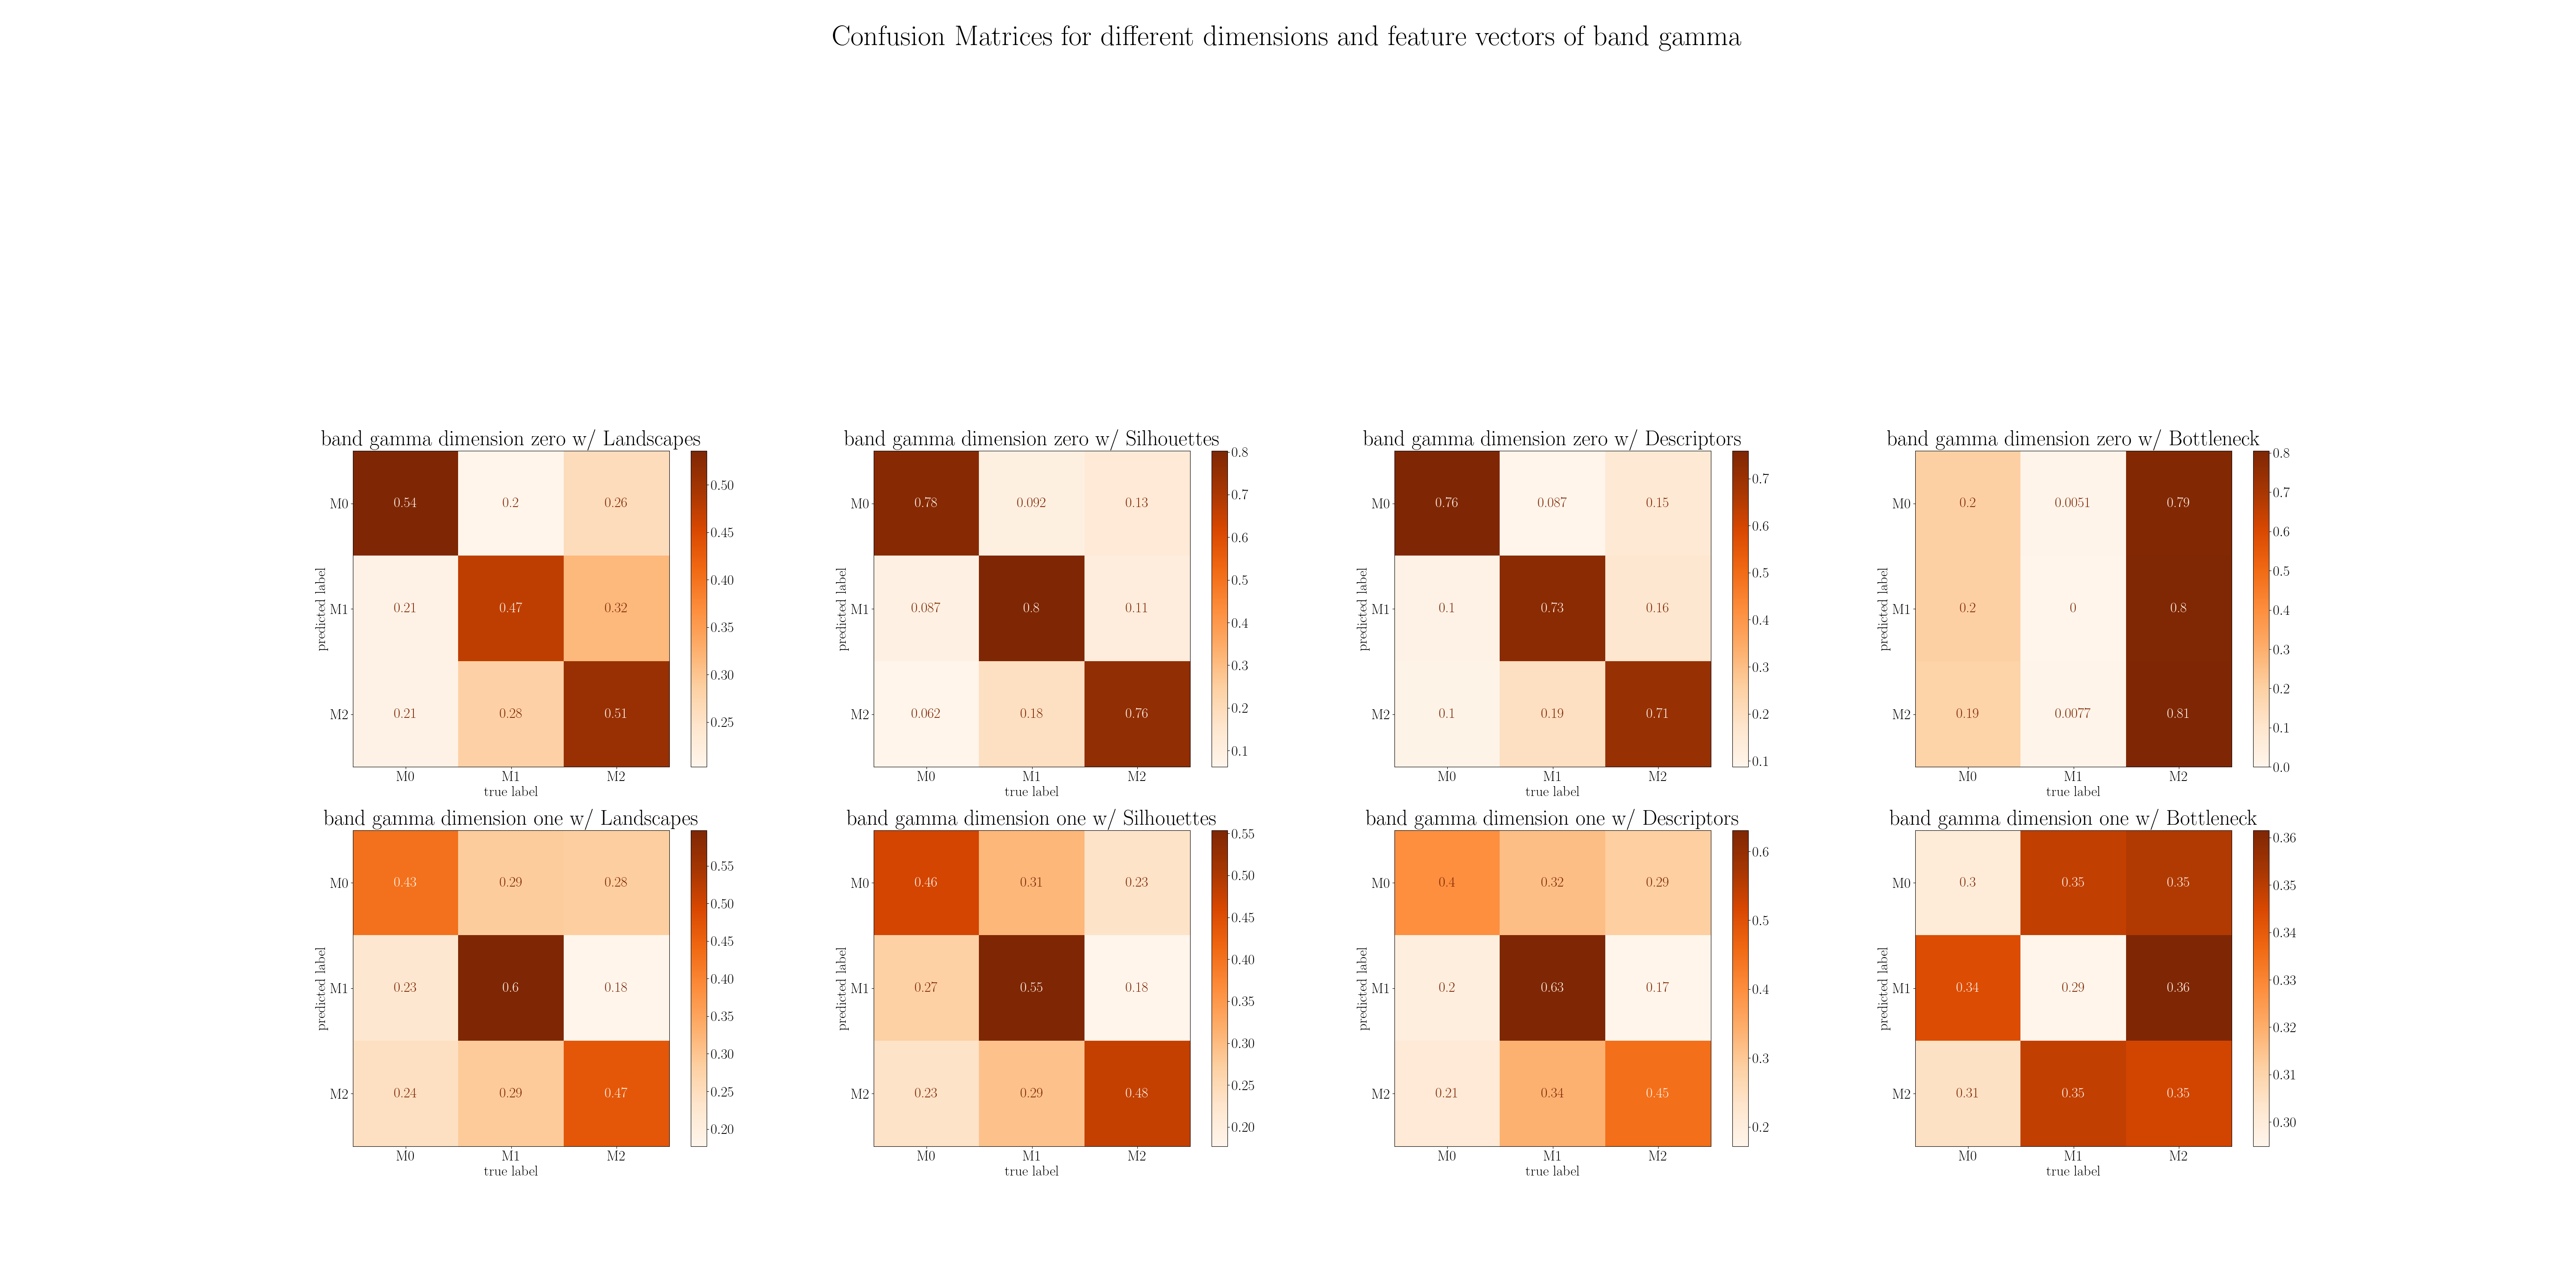 Confusion Matrices for different dimensions and feature vectors of band gamma
band gamma dimension zero w/ Landscapes
predicted label
M0 0.54 0.2 0.26
M1 0.21 0.47 0.32
M2 0.21 0.28 0.51
M0 M1 M2
true label
0.50
0.45
0.40
0.35
0.30
0.25
band gamma dimension zero w/ Silhouettes
predicted label
M0 0.78 0.092 0.13
M1 0.087 0.8 0.11
M2 0.062 0.18 0.76
M0 M1 M2
true label
0.8
0.7
0.6
0.5
0.4
0.3
0.2
0.1
band gamma dimension zero w/ Descriptors
predicted label
M0 0.76 0.087 0.15
M1 0.1 0.73 0.16
M2 0.1 0.19 0.71
M0 M1 M2
true label
0.7
0.6
0.5
0.4
0.3
0.2
0.1
band gamma dimension zero w/ Bottleneck
predicted label
M0 0.2 0.0051 0.79
M1 0.2 0 0.8
M2 0.19 0.0077 0.81
M0 M1 M2
true label
0.8
0.7
0.6
0.5
0.4
0.3
0.2
0.1
0.0
band gamma dimension one w/ Landscapes
predicted label
M0 0.43 0.29 0.28
M1 0.23 0.6 0.18
M2 0.24 0.29 0.47
M0 M1 M2
true label
0.55
0.50
0.45
0.40
0.35
0.30
0.25
0.20
band gamma dimension one w/ Silhouettes
predicted label
M0 0.46 0.31 0.23
M1 0.27 0.55 0.18
M2 0.23 0.29 0.48
M0 M1 M2
true label
0.55
0.50
0.45
0.40
0.35
0.30
0.25
0.20
band gamma dimension one w/ Descriptors
predicted label
M0 0.4 0.32 0.29
M1 0.2 0.63 0.17
M2 0.21 0.34 0.45
M0 M1 M2
true label
0.6
0.5
0.4
0.3
0.2
band gamma dimension one w/ Bottleneck
predicted label
M0 0.3 0.35 0.35
M1 0.34 0.29 0.36
M2 0.31 0.35 0.35
M0 M1 M2
true label
0.36
0.35
0.34
0.33
0.32
0.31
0.30